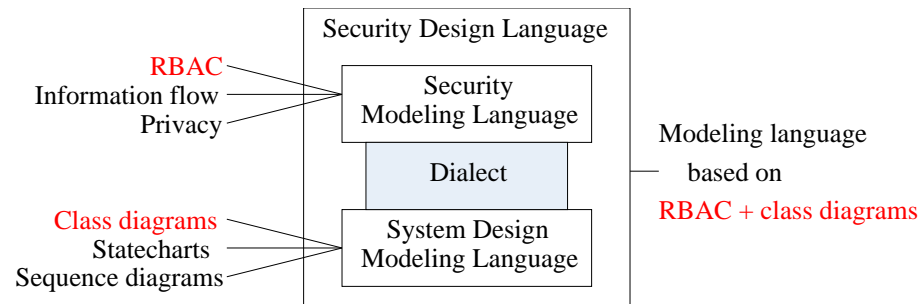 Security Design Language
RBAC
Information flow
Privacy
Security
Modeling Language
Dialect
Class diagrams
Statecharts
Sequence diagrams
System Design
Modeling Language
Modeling language
based on
RBAC + class diagrams